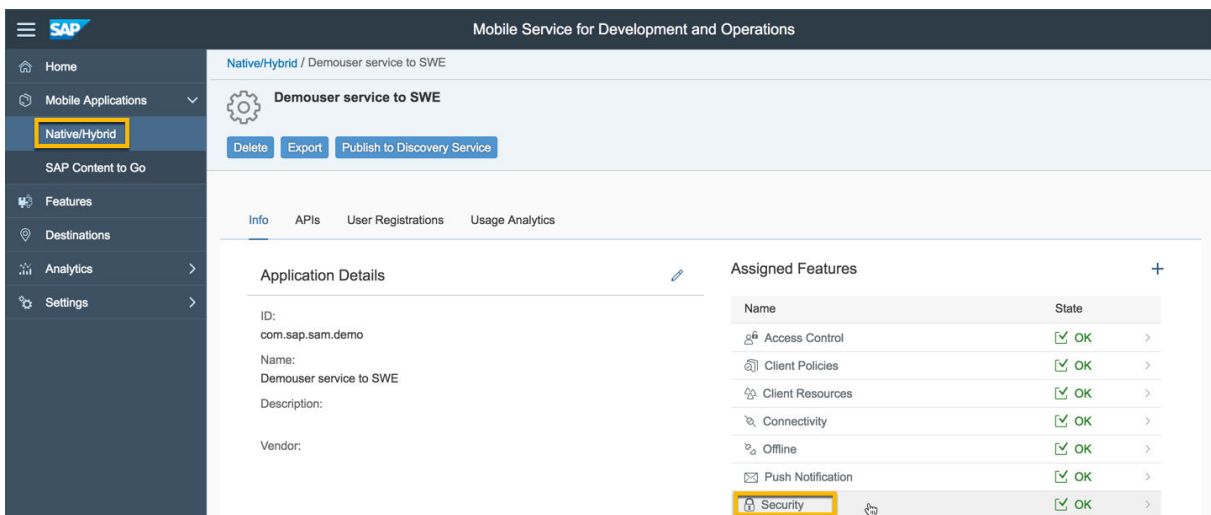 SAP
Mobile Service for Development and Operations
Home
Mobile Applications
Native/Hybrid
SAP Content to Go
Features
Destinations
Analytics
Settings
Native/Hybrid / Demouser service to SWE
Demouser service to SWE
Delete Export Publish to Discovery Service
Info APIs User Registrations Usage Analytics
Application Details
ID:
com.sap.sam.demo
Name:
Demouser service to SWE
Description:
Vendor:
Assigned Features
Name State
Access Control OK
Client Policies OK
Client Resources OK
Connectivity OK
Offline OK
Push Notification OK
Security OK